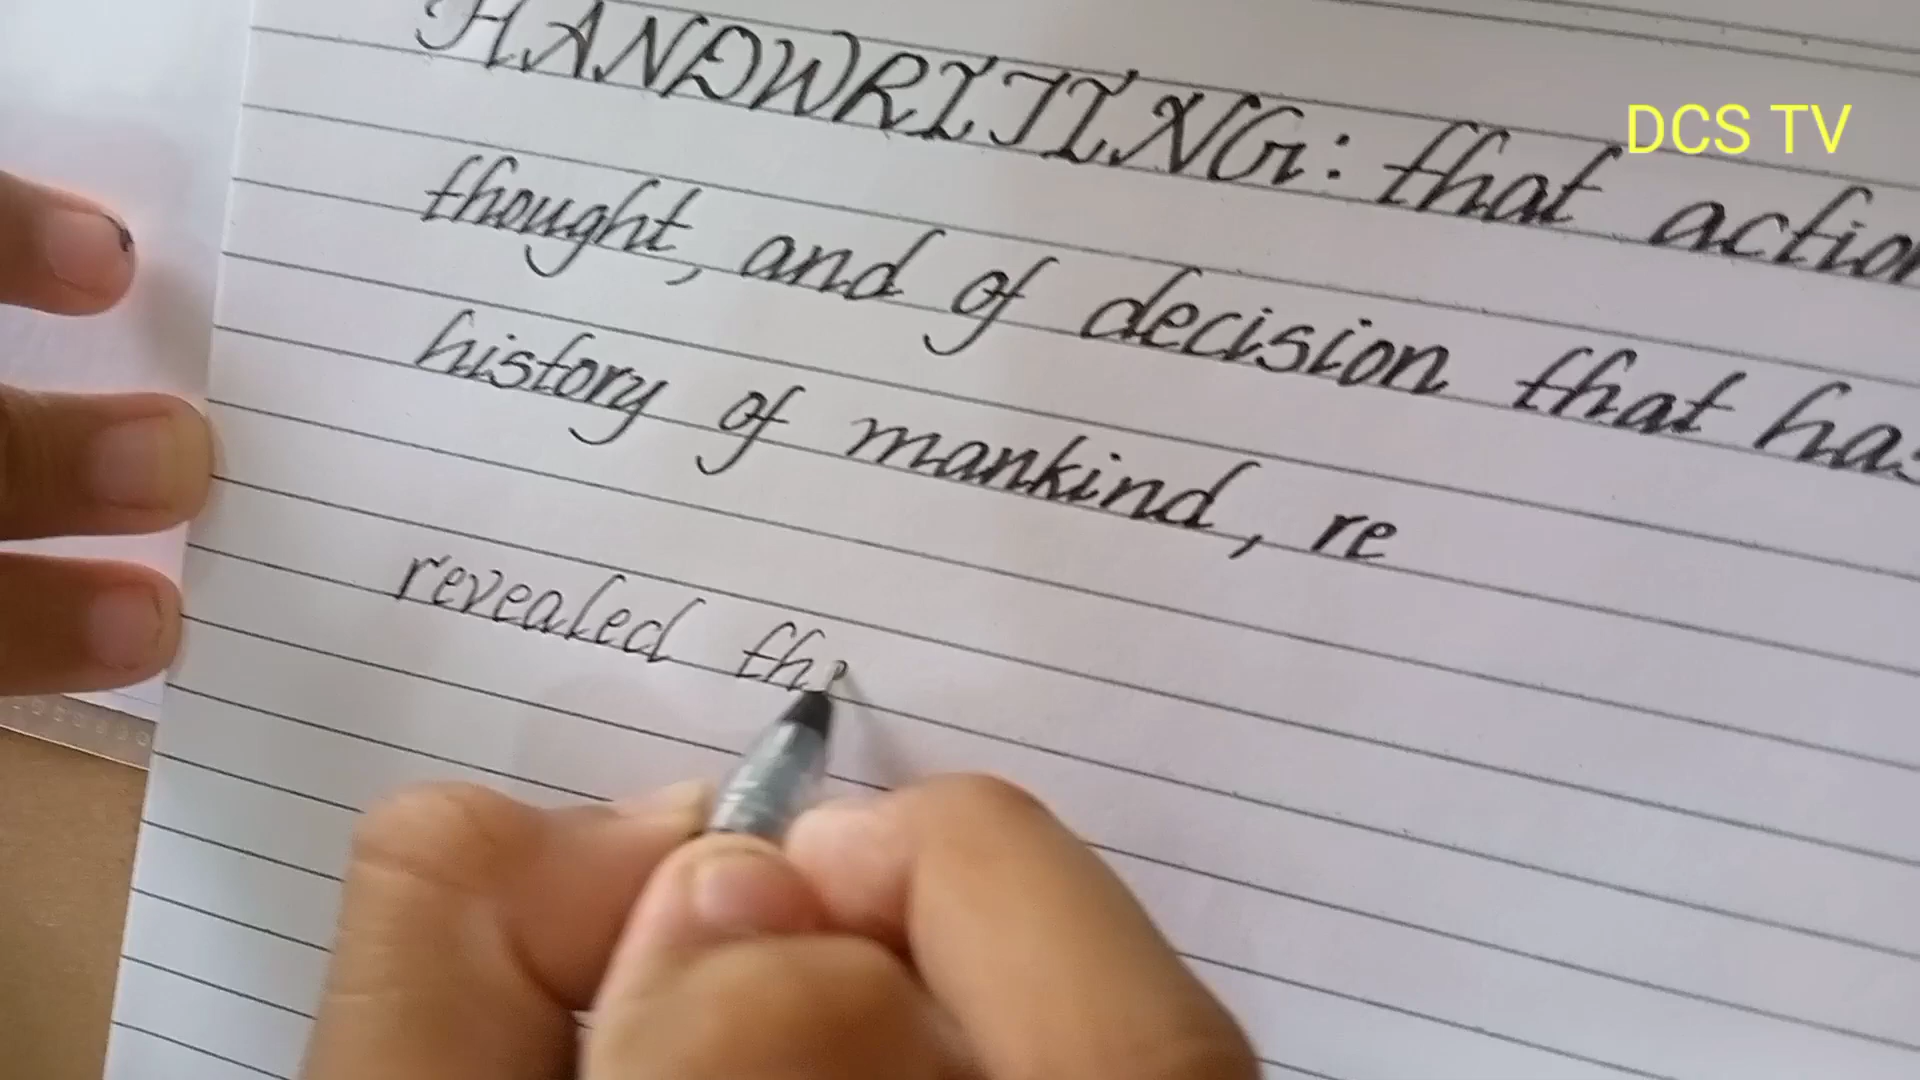 HANDWRITING: that action
DCS TV
thought, and of decision that has
history of mankind, re
revealed the